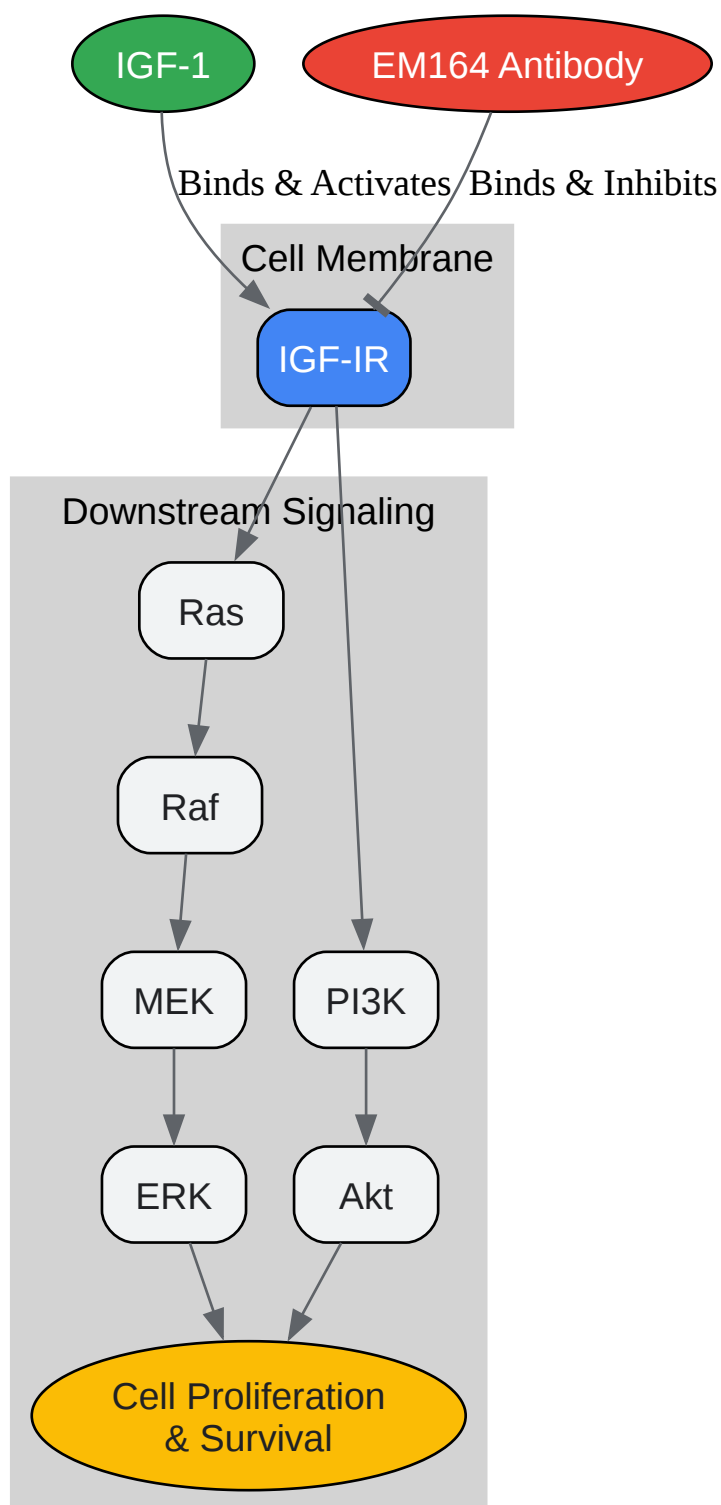 IGF-1
EM164 Antibody
Binds & Activates
Binds & Inhibits
Cell Membrane
IGF-IR
Downstream Signaling
Ras
Raf
MEK
PI3K
ERK
Akt
Cell Proliferation
& Survival